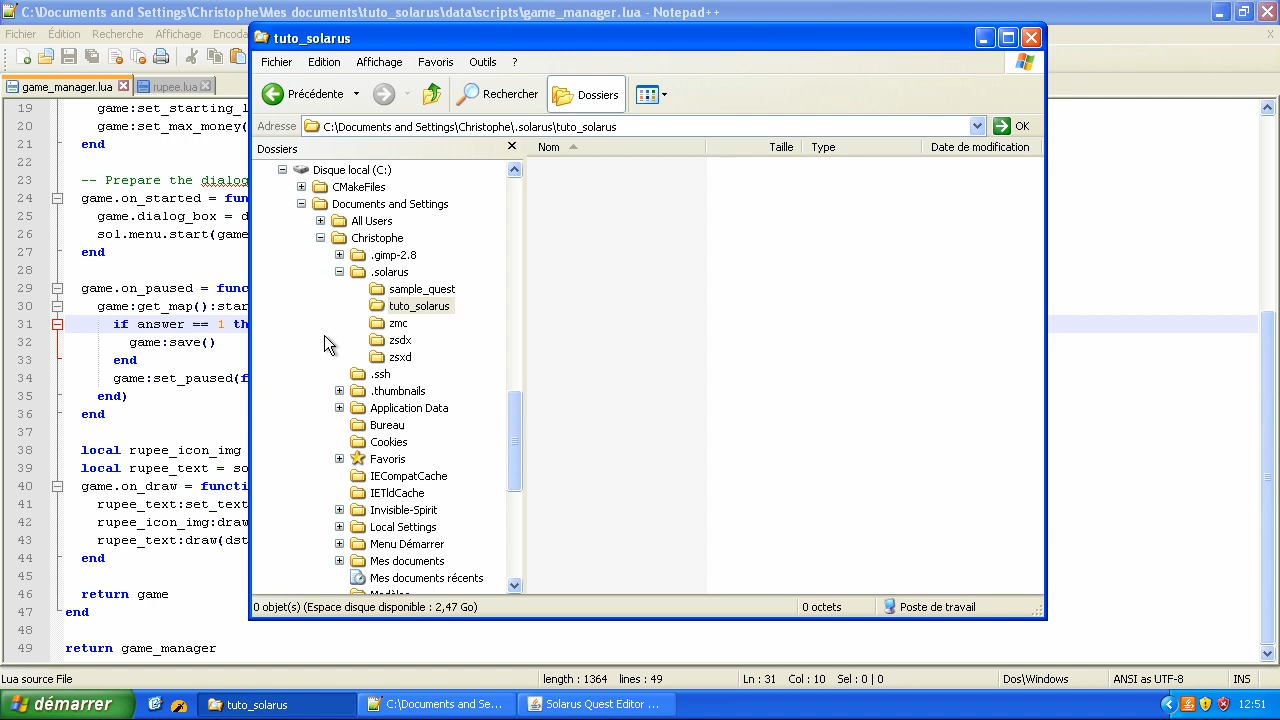 C:\Documents and Settings\Christophe\Mes documents\tuto_solarus\data\scripts\game_manager.lua - Notepad++
Fichier Édition Recherche Affichage Encoda
game_manager.lua rupee.lua
19 game:set_starting_l
20 game:set_max_money(
21 end
22
23 -- Prepare the dialog
24 game.on_started = fun
25 game.dialog_box = d
26 sol.menu.start(game
27 end
28
29 game.on_paused = func
30 game:get_map():star
31 if answer == 1 th
32 game:save()
33 end
34 game:set_paused(f
35 end)
36 end
37
38 local rupee_icon_img
39 local rupee_text = so
40 game.on_draw = functi
41 rupee_text:set_text
42 rupee_icon_img:draw
43 rupee_text:draw(dst
44 end
45
46 return game
47 end
48
49 return game_manager
tuto_solarus
Fichier Edition Affichage Favoris Outils ?
Précédente Rechercher Dossiers
Adresse C:\Documents and Settings\Christophe\.solarus\tuto_solarus OK
Dossiers
Nom Taille Type Date de modification
Disque local (C:)
CMakeFiles
Documents and Settings
All Users
Christophe
.gimp-2.8
.solarus
sample_quest
tuto_solarus
zmc
zsdx
zsxd
.ssh
.thumbnails
Application Data
Bureau
Cookies
Favoris
IECompatCache
IETldCache
Invisible-Spirit
Local Settings
Menu Démarrer
Mes documents
Mes documents récents
Modèles
0 objet(s) (Espace disque disponible : 2,47 Go) 0 octets Poste de travail
Lua source File length : 1364 lines : 49 Ln : 31 Col : 10 Sel : 0 | 0 Dos\Windows ANSI as UTF-8 INS
démarrer tuto_solarus C:\Documents and Se... Solarus Quest Editor ... 12:51